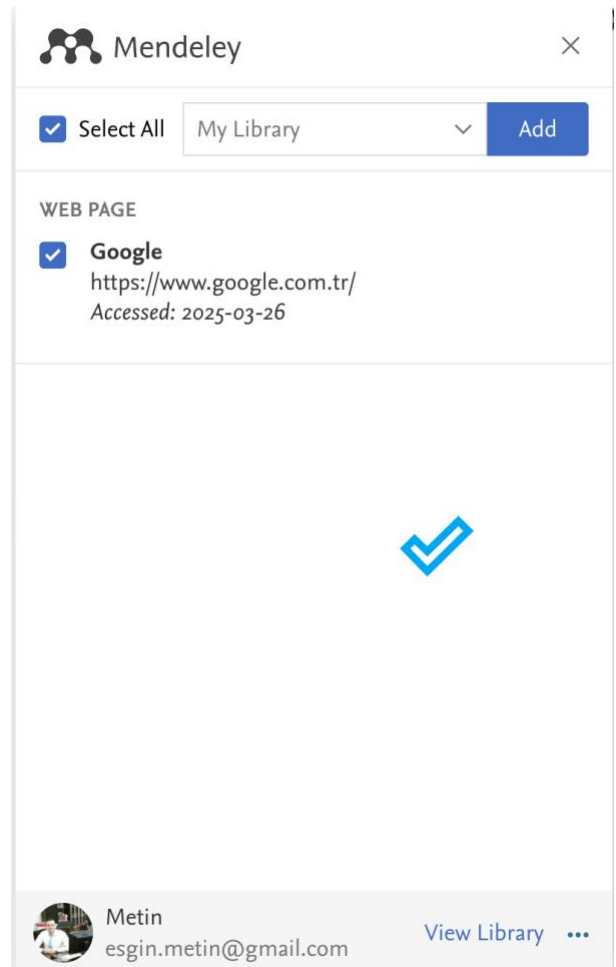 Mendeley
Select All
My Library
Add
WEB PAGE
Google
https://www.google.com.tr/
Accessed: 2025-03-26
Metin
esgin.metin@gmail.com
View Library